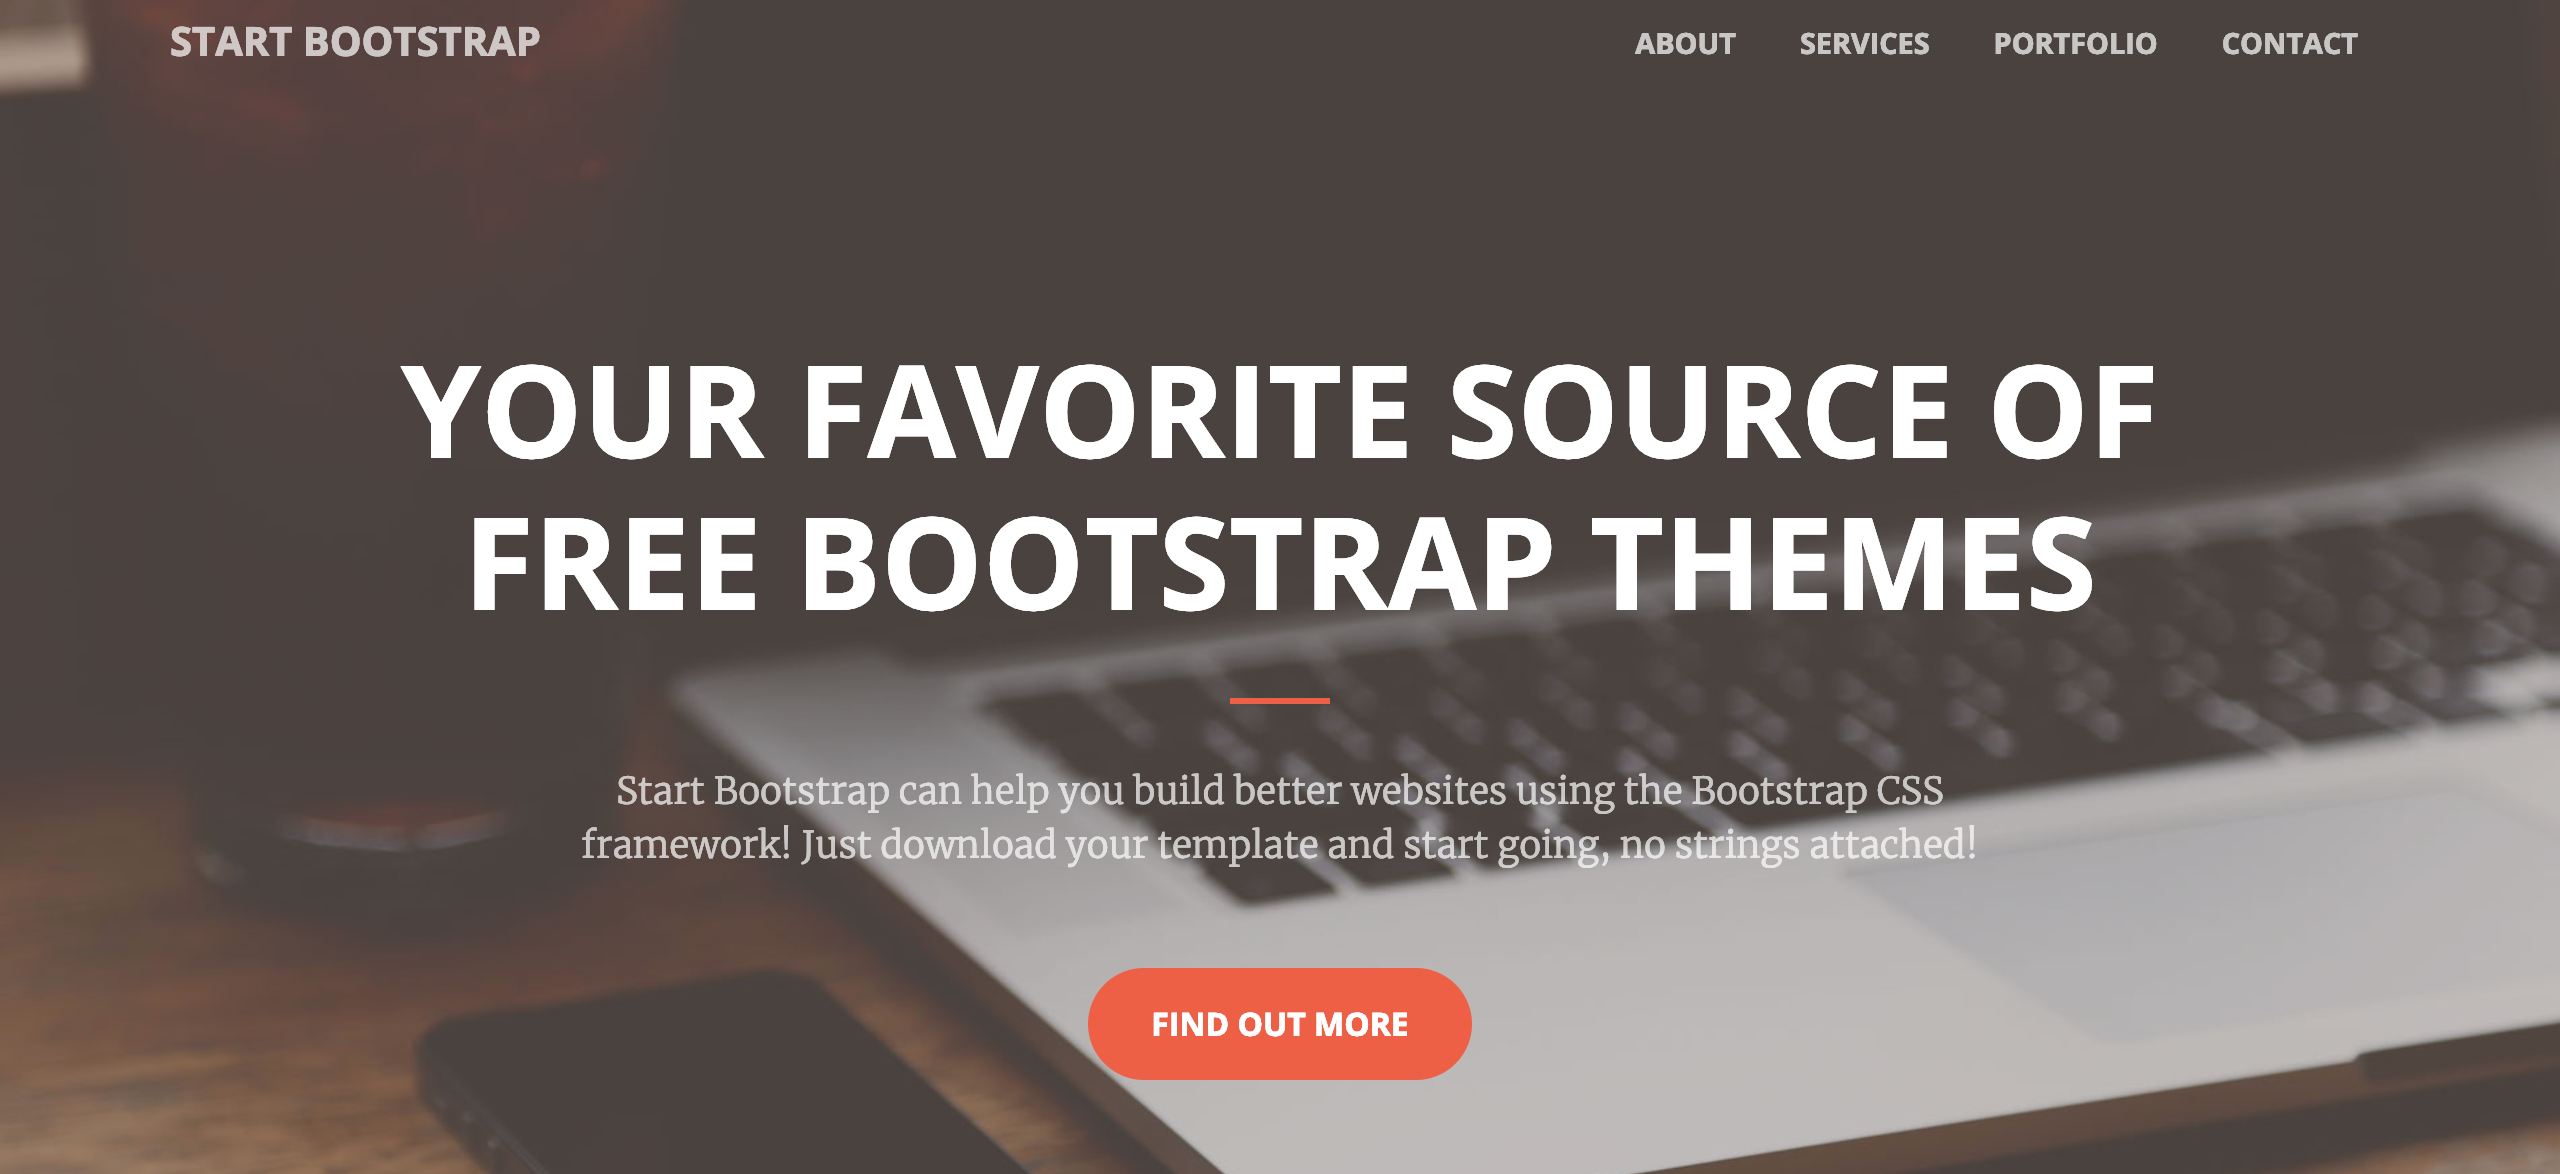 START BOOTSTRAP
ABOUT SERVICES PORTFOLIO CONTACT
YOUR FAVORITE SOURCE OF
FREE BOOTSTRAP THEMES
Start Bootstrap can help you build better websites using the Bootstrap CSS
framework! Just download your template and start going, no strings attached!
FIND OUT MORE